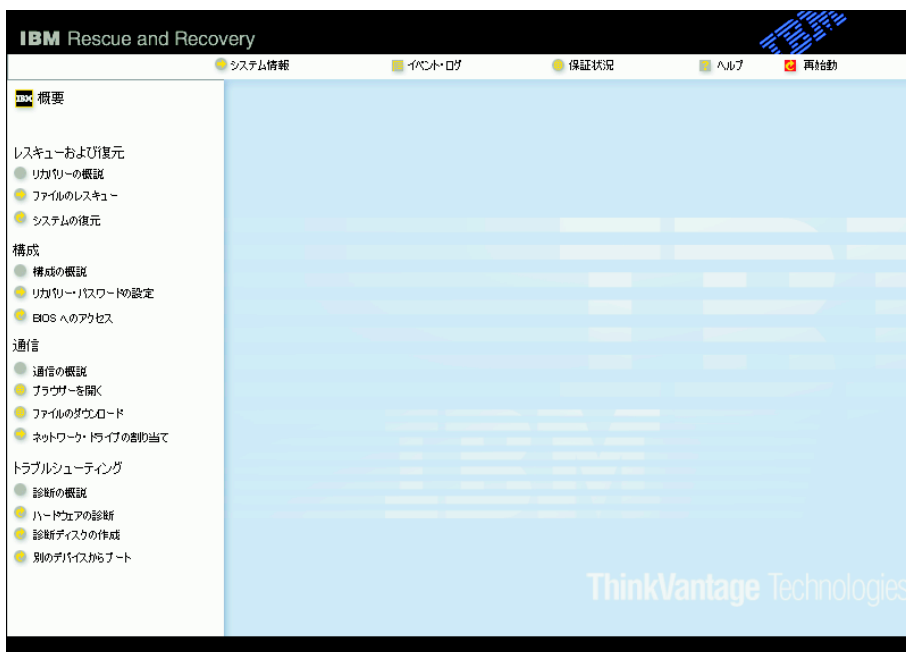 IBM Rescue and Recovery
IBM
システム情報 イベント・ログ 保証状況 ヘルプ 再始動
IBM 概要
レスキューおよび復元
リカバリーの概説
ファイルのレスキュー
システムの復元
構成
構成の概説
リカバリー・パスワードの設定
BIOS へのアクセス
通信
通信の概説
ブラウザーを開く
ファイルのダウンロード
ネットワーク・ドライブの割り当て
トラブルシューティング
診断の概説
ハードウェアの診断
診断ディスクの作成
別のデバイスからブート
IBM
ThinkVantage Technologies